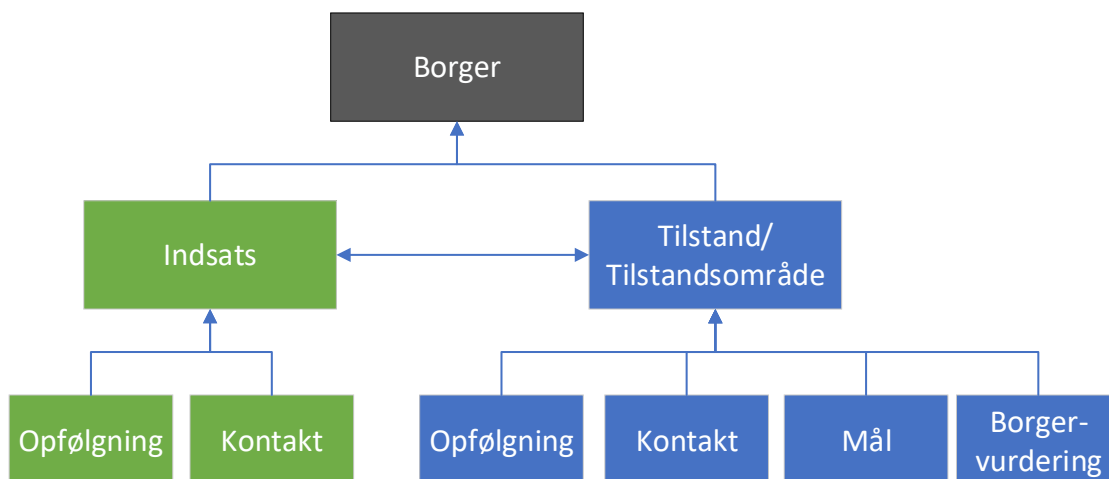 Borger
Indsats
Tilstand/
Tilstandsområde
Opfølgning
Kontakt
Opfølgning
Kontakt
Mål
Borger-
vurdering